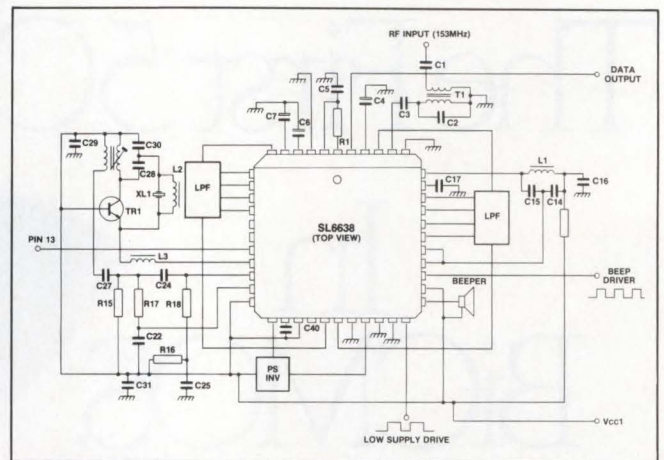 RF INPUT (153MHz)
C1
DATA
OUTPUT
C5
C4
T1
C3
C7
C6
C2
R1
C29
C30
C28
L2
L1
LPF
C17
C16
XL1
C15
C14
TR1
SL6638
(TOP VIEW)
LPF
PIN 13
L3
BEEPER
BEEP
DRIVER
C27
C24
R15
R17
R18
C22
C40
R16
PS
INV
C31
C25
Vcc1
LOW SUPPLY DRIVE